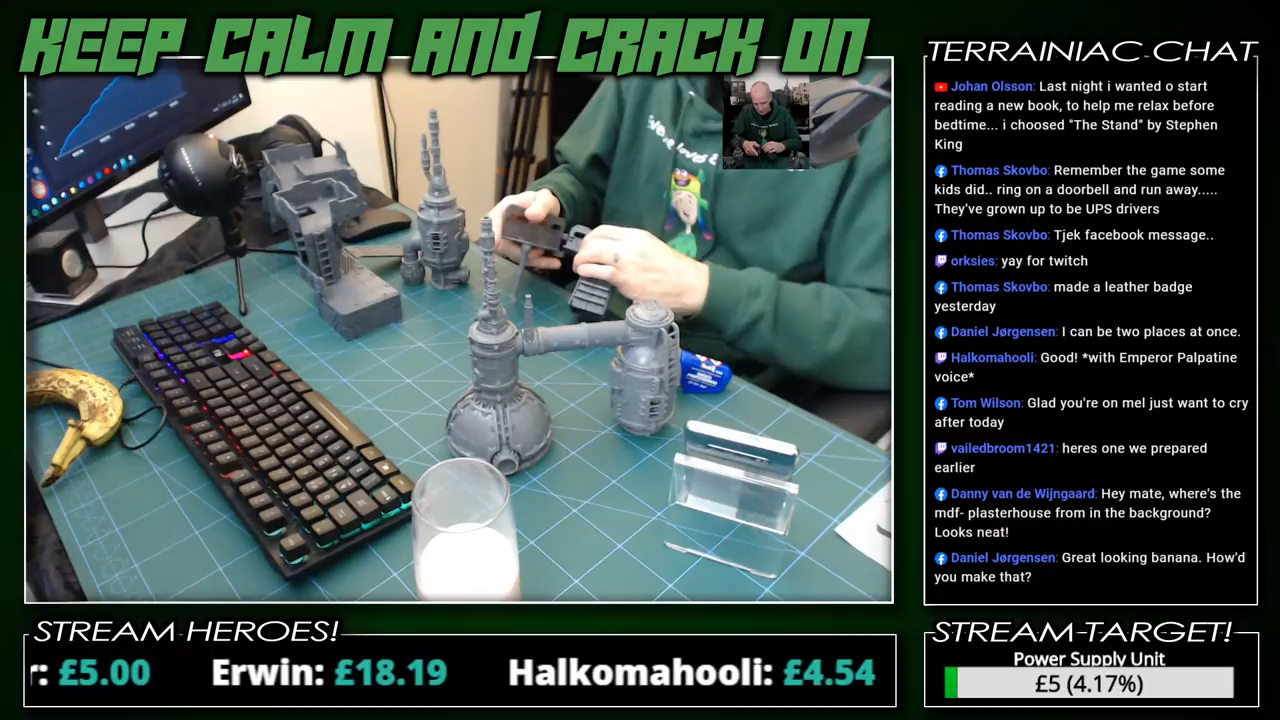 KEEP CALM AND CRACK ON
TERRAINIAC CHAT
Johan Olsson: Last night i wanted o start
reading a new book, to help me relax before
bedtime... i choosed "The Stand" by Stephen
King
Thomas Skovbo: Remember the game some
kids did.. ring on a doorbell and run away.....
They've grown up to be UPS drivers
Thomas Skovbo: Tjek facebook message..
orksies: yay for twitch
Thomas Skovbo: made a leather badge
yesterday
Daniel Jørgensen: I can be two places at once.
Halkomahooli: Good! *with Emperor Palpatine
voice*
Tom Wilson: Glad you're on mel just want to cry
after today
vailedbroom1421: heres one we prepared
earlier
Danny van de Wijngaard: Hey mate, where's the
mdf- plasterhouse from in the background?
Looks neat!
Daniel Jørgensen: Great looking banana. How'd
you make that?
STREAM HEROES!
r: £5.00 Erwin: £18.19 Halkomahooli: £4.54
STREAM TARGET!
Power Supply Unit
£5 (4.17%)